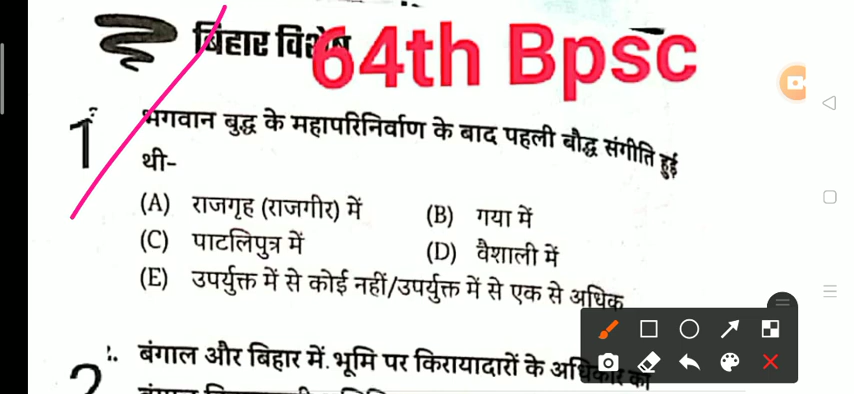 बिहार विशेष
64th Bpsc
1 भगवान बुद्ध के महापरिनिर्वाण के बाद पहली बौद्ध संगीति हुई
थी-
(A) राजगृह (राजगीर) में (B) गया में
(C) पाटलिपुत्र में (D) वैशाली में
(E) उपर्युक्त में से कोई नहीं/उपर्युक्त में से एक से अधिक
2 बंगाल और बिहार में भूमि पर किरायादारों के अधिकार को